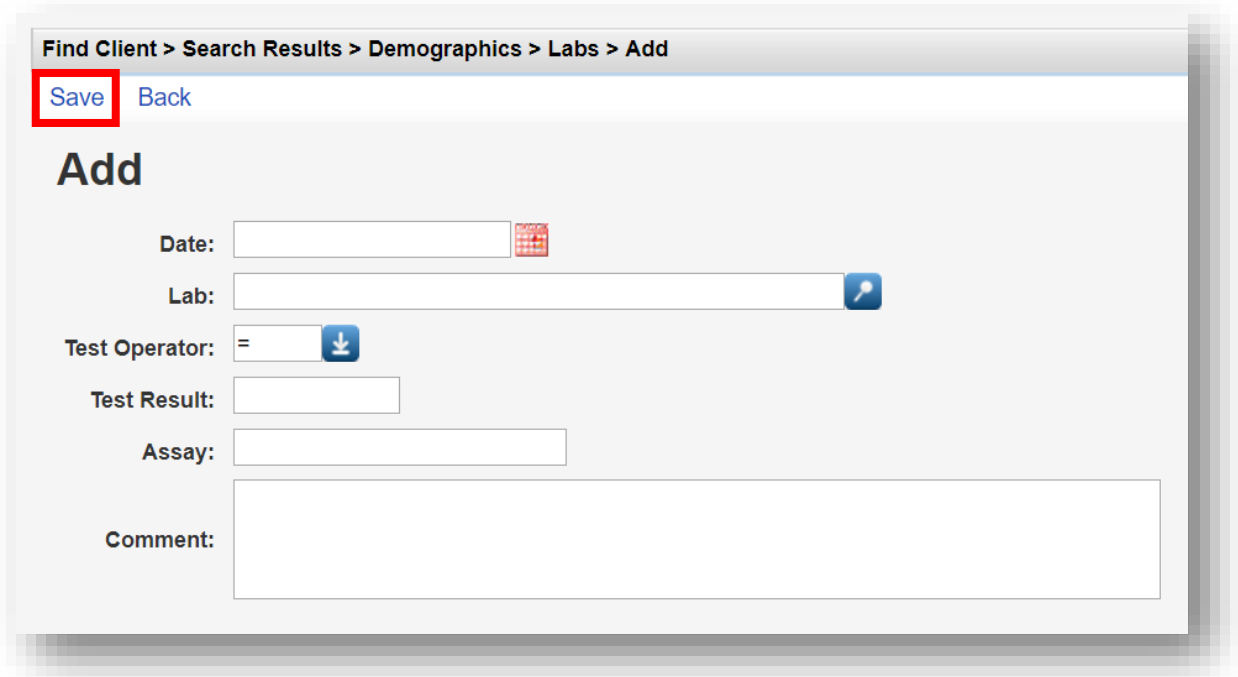 Find Client > Search Results > Demographics > Labs > Add
Save Back
Add
Date:
Lab:
Test Operator: =
Test Result:
Assay:
Comment: